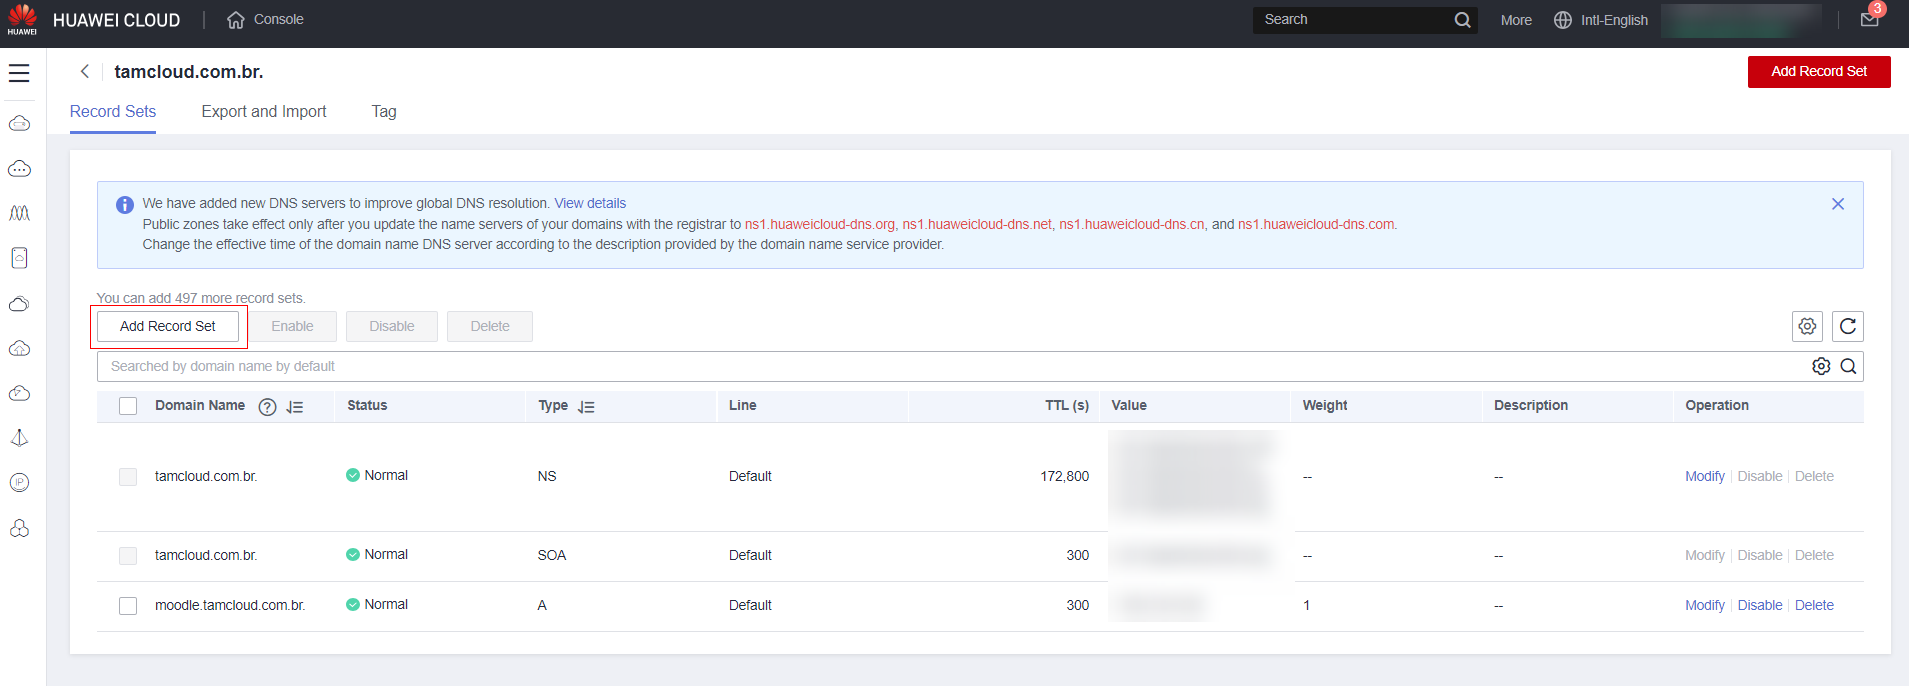 HUAWEI
HUAWEI CLOUD
Console
Search
More
Intl-English
3
tamcloud.com.br.
Add Record Set
Record Sets
Export and Import
Tag
We have added new DNS servers to improve global DNS resolution. View details
Public zones take effect only after you update the name servers of your domains with the registrar to ns1.huaweicloud-dns.org, ns1.huaweicloud-dns.net, ns1.huaweicloud-dns.cn, and ns1.huaweicloud-dns.com.
Change the effective time of the domain name DNS server according to the description provided by the domain name service provider.
You can add 497 more record sets.
Add Record Set
Enable
Disable
Delete
Searched by domain name by default
Domain Name ? Status Type Line TTL (s) Value Weight Description Operation
tamcloud.com.br. Normal NS Default 172,800 -- -- Modify Disable Delete
tamcloud.com.br. Normal SOA Default 300 -- -- Modify Disable Delete
moodle.tamcloud.com.br. Normal A Default 300 1 -- Modify Disable Delete
IP